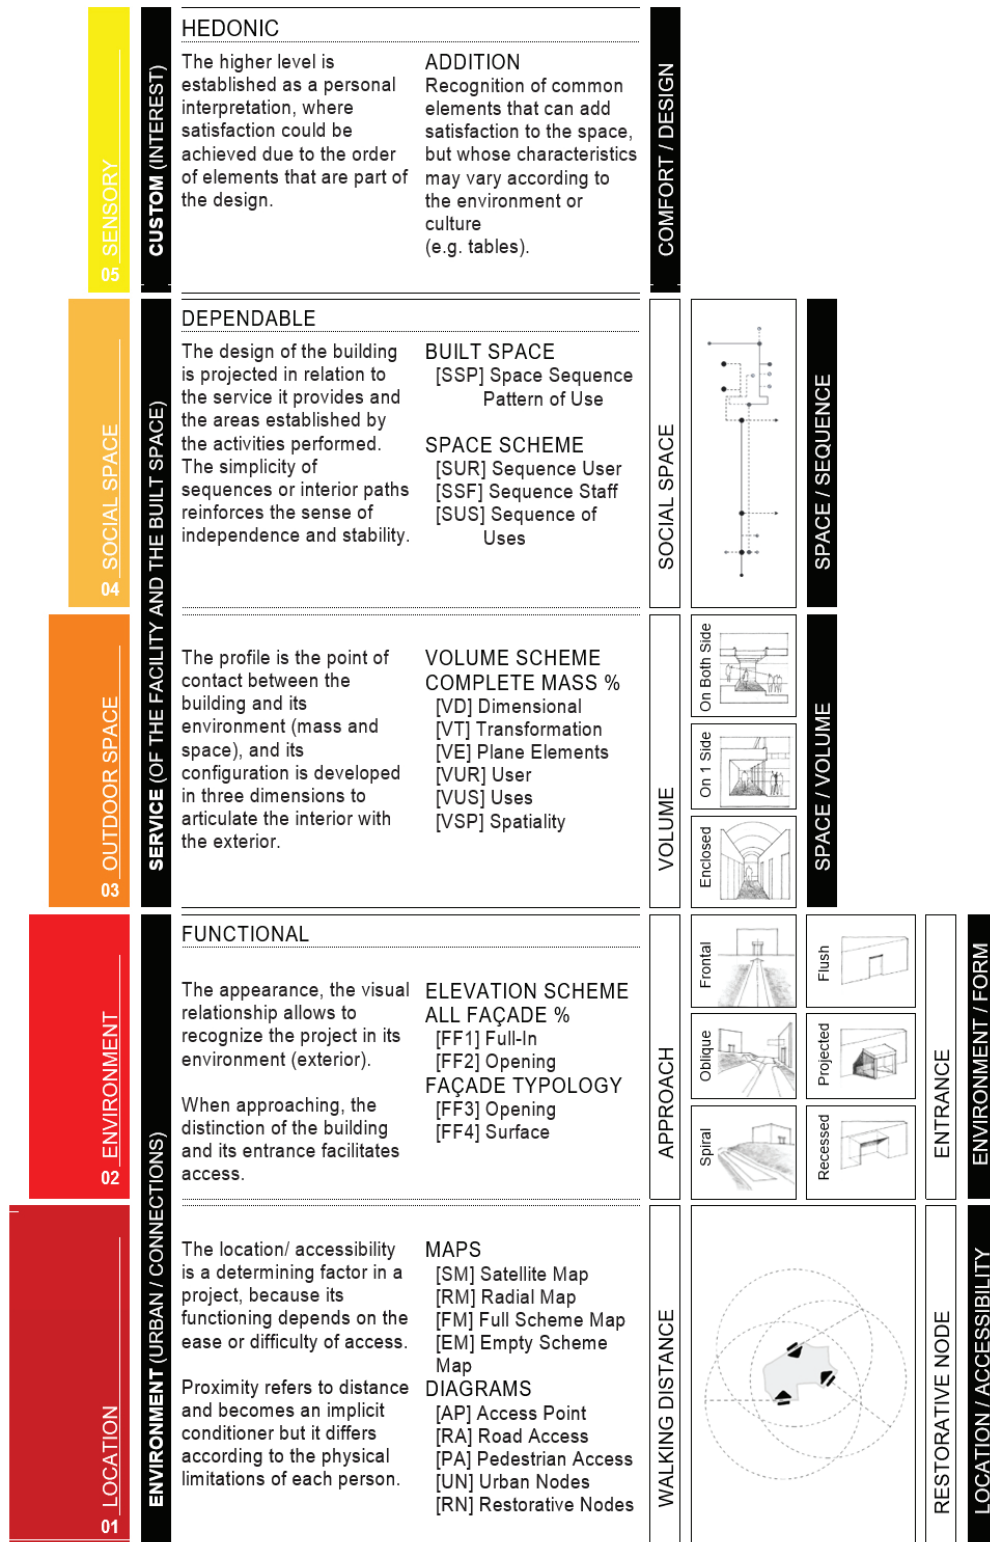 05 SENSORY
CUSTOM (INTEREST)
HEDONIC
The higher level is
established as a personal
interpretation, where
satisfaction could be
achieved due to the order
of elements that are part of
the design.
ADDITION
Recognition of common
elements that can add
satisfaction to the space,
but whose characteristics
may vary according to
the environment or
culture
(e.g. tables).
COMFORT / DESIGN
04 SOCIAL SPACE
SERVICE (OF THE FACILITY AND THE BUILT SPACE)
DEPENDABLE
The design of the building
is projected in relation to
the service it provides and
the areas established by
the activities performed.
The simplicity of
sequences or interior paths
reinforces the sense of
independence and stability.
BUILT SPACE
[SSP] Space Sequence
Pattern of Use
SPACE SCHEME
[SUR] Sequence User
[SSF] Sequence Staff
[SUS] Sequence of
Uses
SOCIAL SPACE
SPACE / SEQUENCE
03 OUTDOOR SPACE
The profile is the point of
contact between the
building and its
environment (mass and
space), and its
configuration is developed
in three dimensions to
articulate the interior with
the exterior.
VOLUME SCHEME
COMPLETE MASS %
[VD] Dimensional
[VT] Transformation
[VE] Plane Elements
[VUR] User
[VUS] Uses
[VSP] Spatiality
VOLUME
On Both Side
On 1 Side
Enclosed
SPACE / VOLUME
02 ENVIRONMENT
ENVIRONMENT (URBAN / CONNECTIONS)
FUNCTIONAL
The appearance, the visual
relationship allows to
recognize the project in its
environment (exterior).
When approaching, the
distinction of the building
and its entrance facilitates
access.
ELEVATION SCHEME
ALL FAÇADE %
[FF1] Full-In
[FF2] Opening
FAÇADE TYPOLOGY
[FF3] Opening
[FF4] Surface
APPROACH
Frontal
Oblique
Spiral
Flush
Projected
Recessed
ENTRANCE
ENVIRONMENT / FORM
01 LOCATION
The location/ accessibility
is a determining factor in a
project, because its
functioning depends on the
ease or difficulty of access.
Proximity refers to distance
and becomes an implicit
conditioner but it differs
according to the physical
limitations of each person.
MAPS
[SM] Satellite Map
[RM] Radial Map
[FM] Full Scheme Map
[EM] Empty Scheme
Map
DIAGRAMS
[AP] Access Point
[RA] Road Access
[PA] Pedestrian Access
[UN] Urban Nodes
[RN] Restorative Nodes
WALKING DISTANCE
RESTORATIVE NODE
LOCATION / ACCESSIBILITY